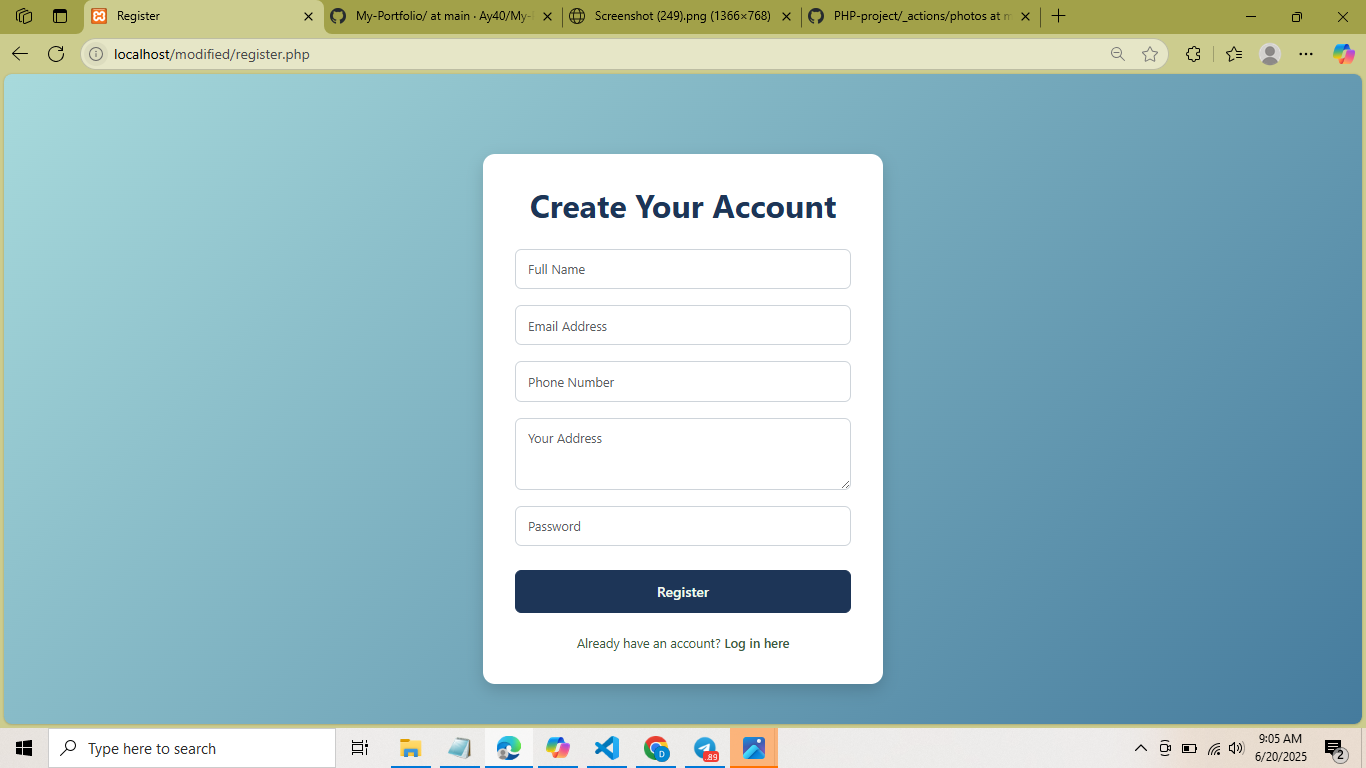 Register
My-Portfolio/ at main · Ay40/My-
Screenshot (249).png (1366×768)
PHP-project/_actions/photos at m
localhost/modified/register.php
Create Your Account
Full Name
Email Address
Phone Number
Your Address
Password
Register
Already have an account? Log in here
Type here to search
D
.89
9:05 AM
6/20/2025
2